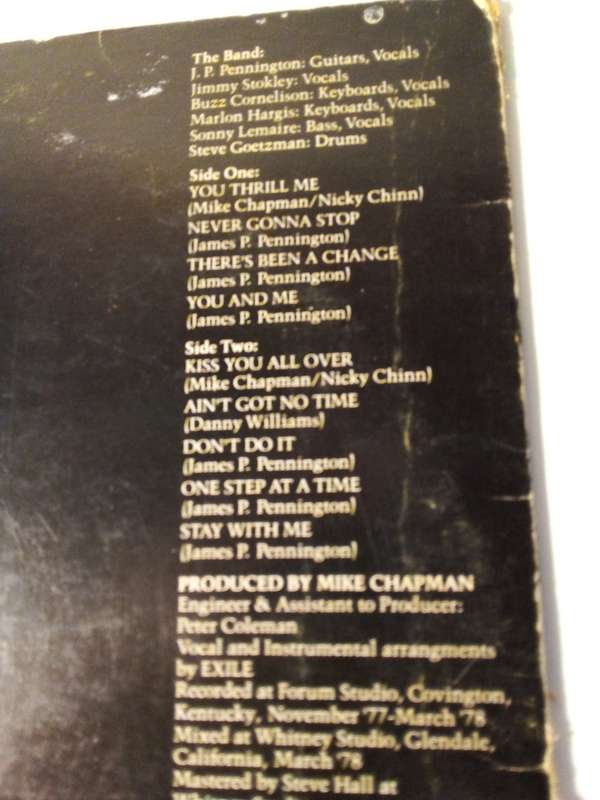 The Band:
J. P. Pennington: Guitars, Vocals
Jimmy Stokley: Vocals
Buzz Cornelison: Keyboards, Vocals
Marlon Hargis: Keyboards, Vocals
Sonny Lemaire: Bass, Vocals
Steve Goetzman: Drums
Side One:
YOU THRILL ME
(Mike Chapman/Nicky Chinn)
NEVER GONNA STOP
(James P. Pennington)
THERE'S BEEN A CHANGE
(James P. Pennington)
YOU AND ME
(James P. Pennington)
Side Two:
KISS YOU ALL OVER
(Mike Chapman/Nicky Chinn)
AIN'T GOT NO TIME
(Danny Williams)
DON'T DO IT
(James P. Pennington)
ONE STEP AT A TIME
(James P. Pennington)
STAY WITH ME
(James P. Pennington)
PRODUCED BY MIKE CHAPMAN
Engineer & Assistant to Producer:
Peter Coleman
Vocal and Instrumental arrangments
by EXILE
Recorded at Forum Studio, Covington,
Kentucky, November '77-March '78
Mixed at Whitney Studio, Glendale,
California, March '78
Mastered by Steve Hall at